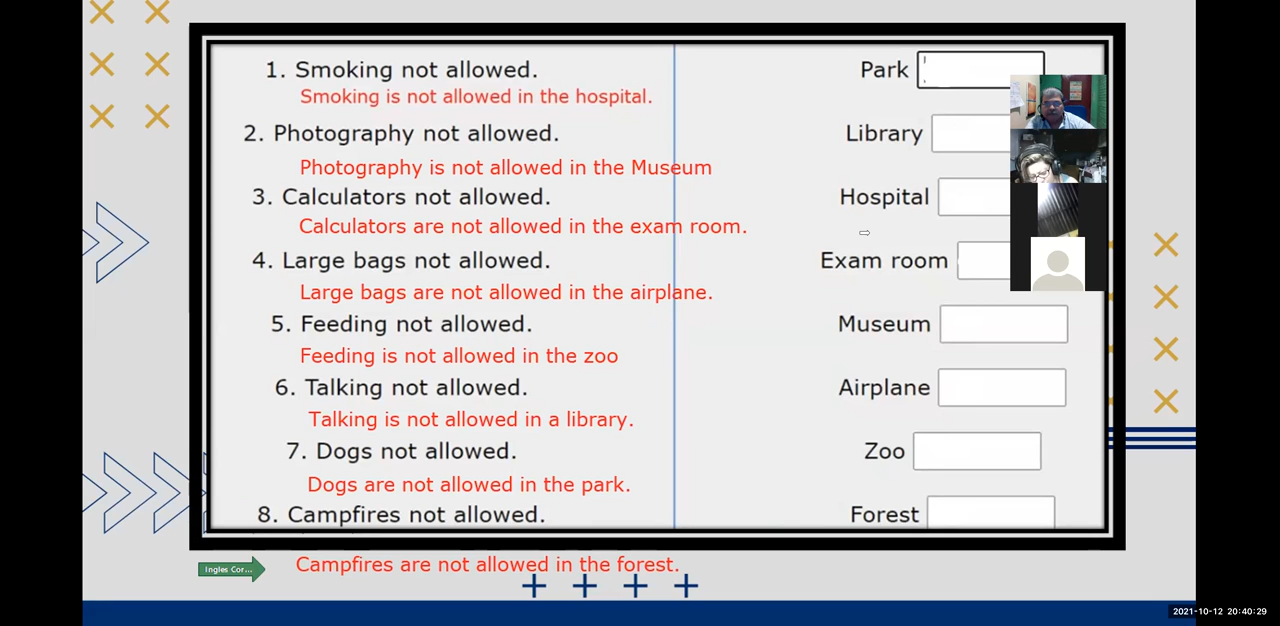 1. Smoking not allowed.
Smoking is not allowed in the hospital.
2. Photography not allowed.
Photography is not allowed in the Museum
3. Calculators not allowed.
Calculators are not allowed in the exam room.
4. Large bags not allowed.
Large bags are not allowed in the airplane.
5. Feeding not allowed.
Feeding is not allowed in the zoo
6. Talking not allowed.
Talking is not allowed in a library.
7. Dogs not allowed.
Dogs are not allowed in the park.
8. Campfires not allowed.
Campfires are not allowed in the forest.
Park
Library
Hospital
Exam room
Museum
Airplane
Zoo
Forest
Ingles Cor...
2021-10-12 20:40:29